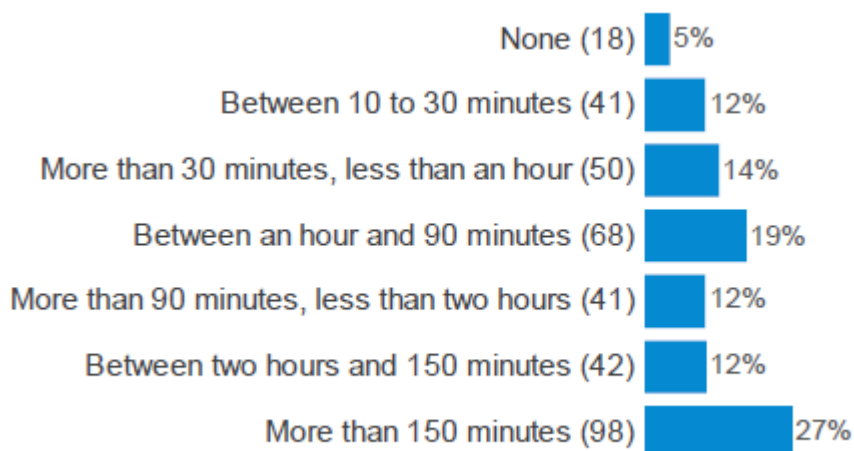 None (18) 5%
Between 10 to 30 minutes (41) 12%
More than 30 minutes, less than an hour (50) 14%
Between an hour and 90 minutes (68) 19%
More than 90 minutes, less than two hours (41) 12%
Between two hours and 150 minutes (42) 12%
More than 150 minutes (98) 27%